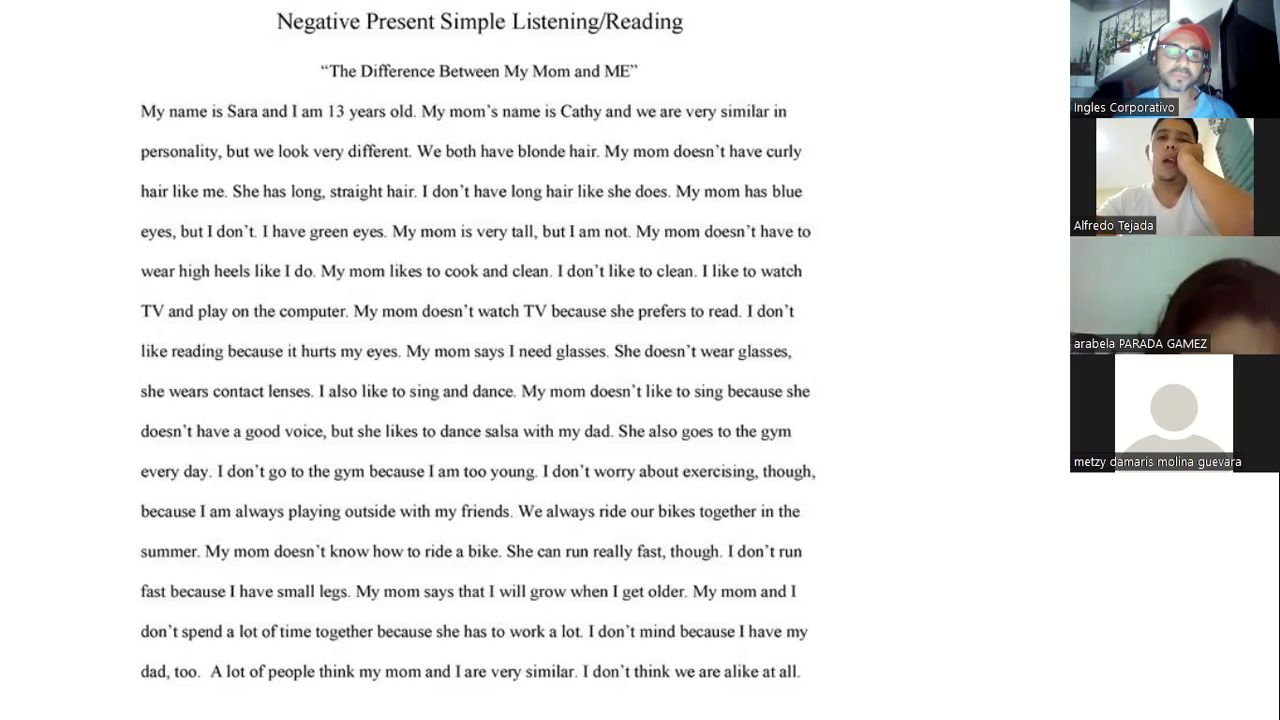 Negative Present Simple Listening/Reading
“The Difference Between My Mom and ME”
My name is Sara and I am 13 years old. My mom’s name is Cathy and we are very similar in
personality, but we look very different. We both have blonde hair. My mom doesn’t have curly
hair like me. She has long, straight hair. I don’t have long hair like she does. My mom has blue
eyes, but I don’t. I have green eyes. My mom is very tall, but I am not. My mom doesn’t have to
wear high heels like I do. My mom likes to cook and clean. I don’t like to clean. I like to watch
TV and play on the computer. My mom doesn’t watch TV because she prefers to read. I don’t
like reading because it hurts my eyes. My mom says I need glasses. She doesn’t wear glasses,
she wears contact lenses. I also like to sing and dance. My mom doesn’t like to sing because she
doesn’t have a good voice, but she likes to dance salsa with my dad. She also goes to the gym
every day. I don’t go to the gym because I am too young. I don’t worry about exercising, though,
because I am always playing outside with my friends. We always ride our bikes together in the
summer. My mom doesn’t know how to ride a bike. She can run really fast, though. I don’t run
fast because I have small legs. My mom says that I will grow when I get older. My mom and I
don’t spend a lot of time together because she has to work a lot. I don’t mind because I have my
dad, too.  A lot of people think my mom and I are very similar. I don’t think we are alike at all.
Ingles Corporativo
Alfredo Tejada
arabela PARADA GAMEZ
metzy damaris molina guevara